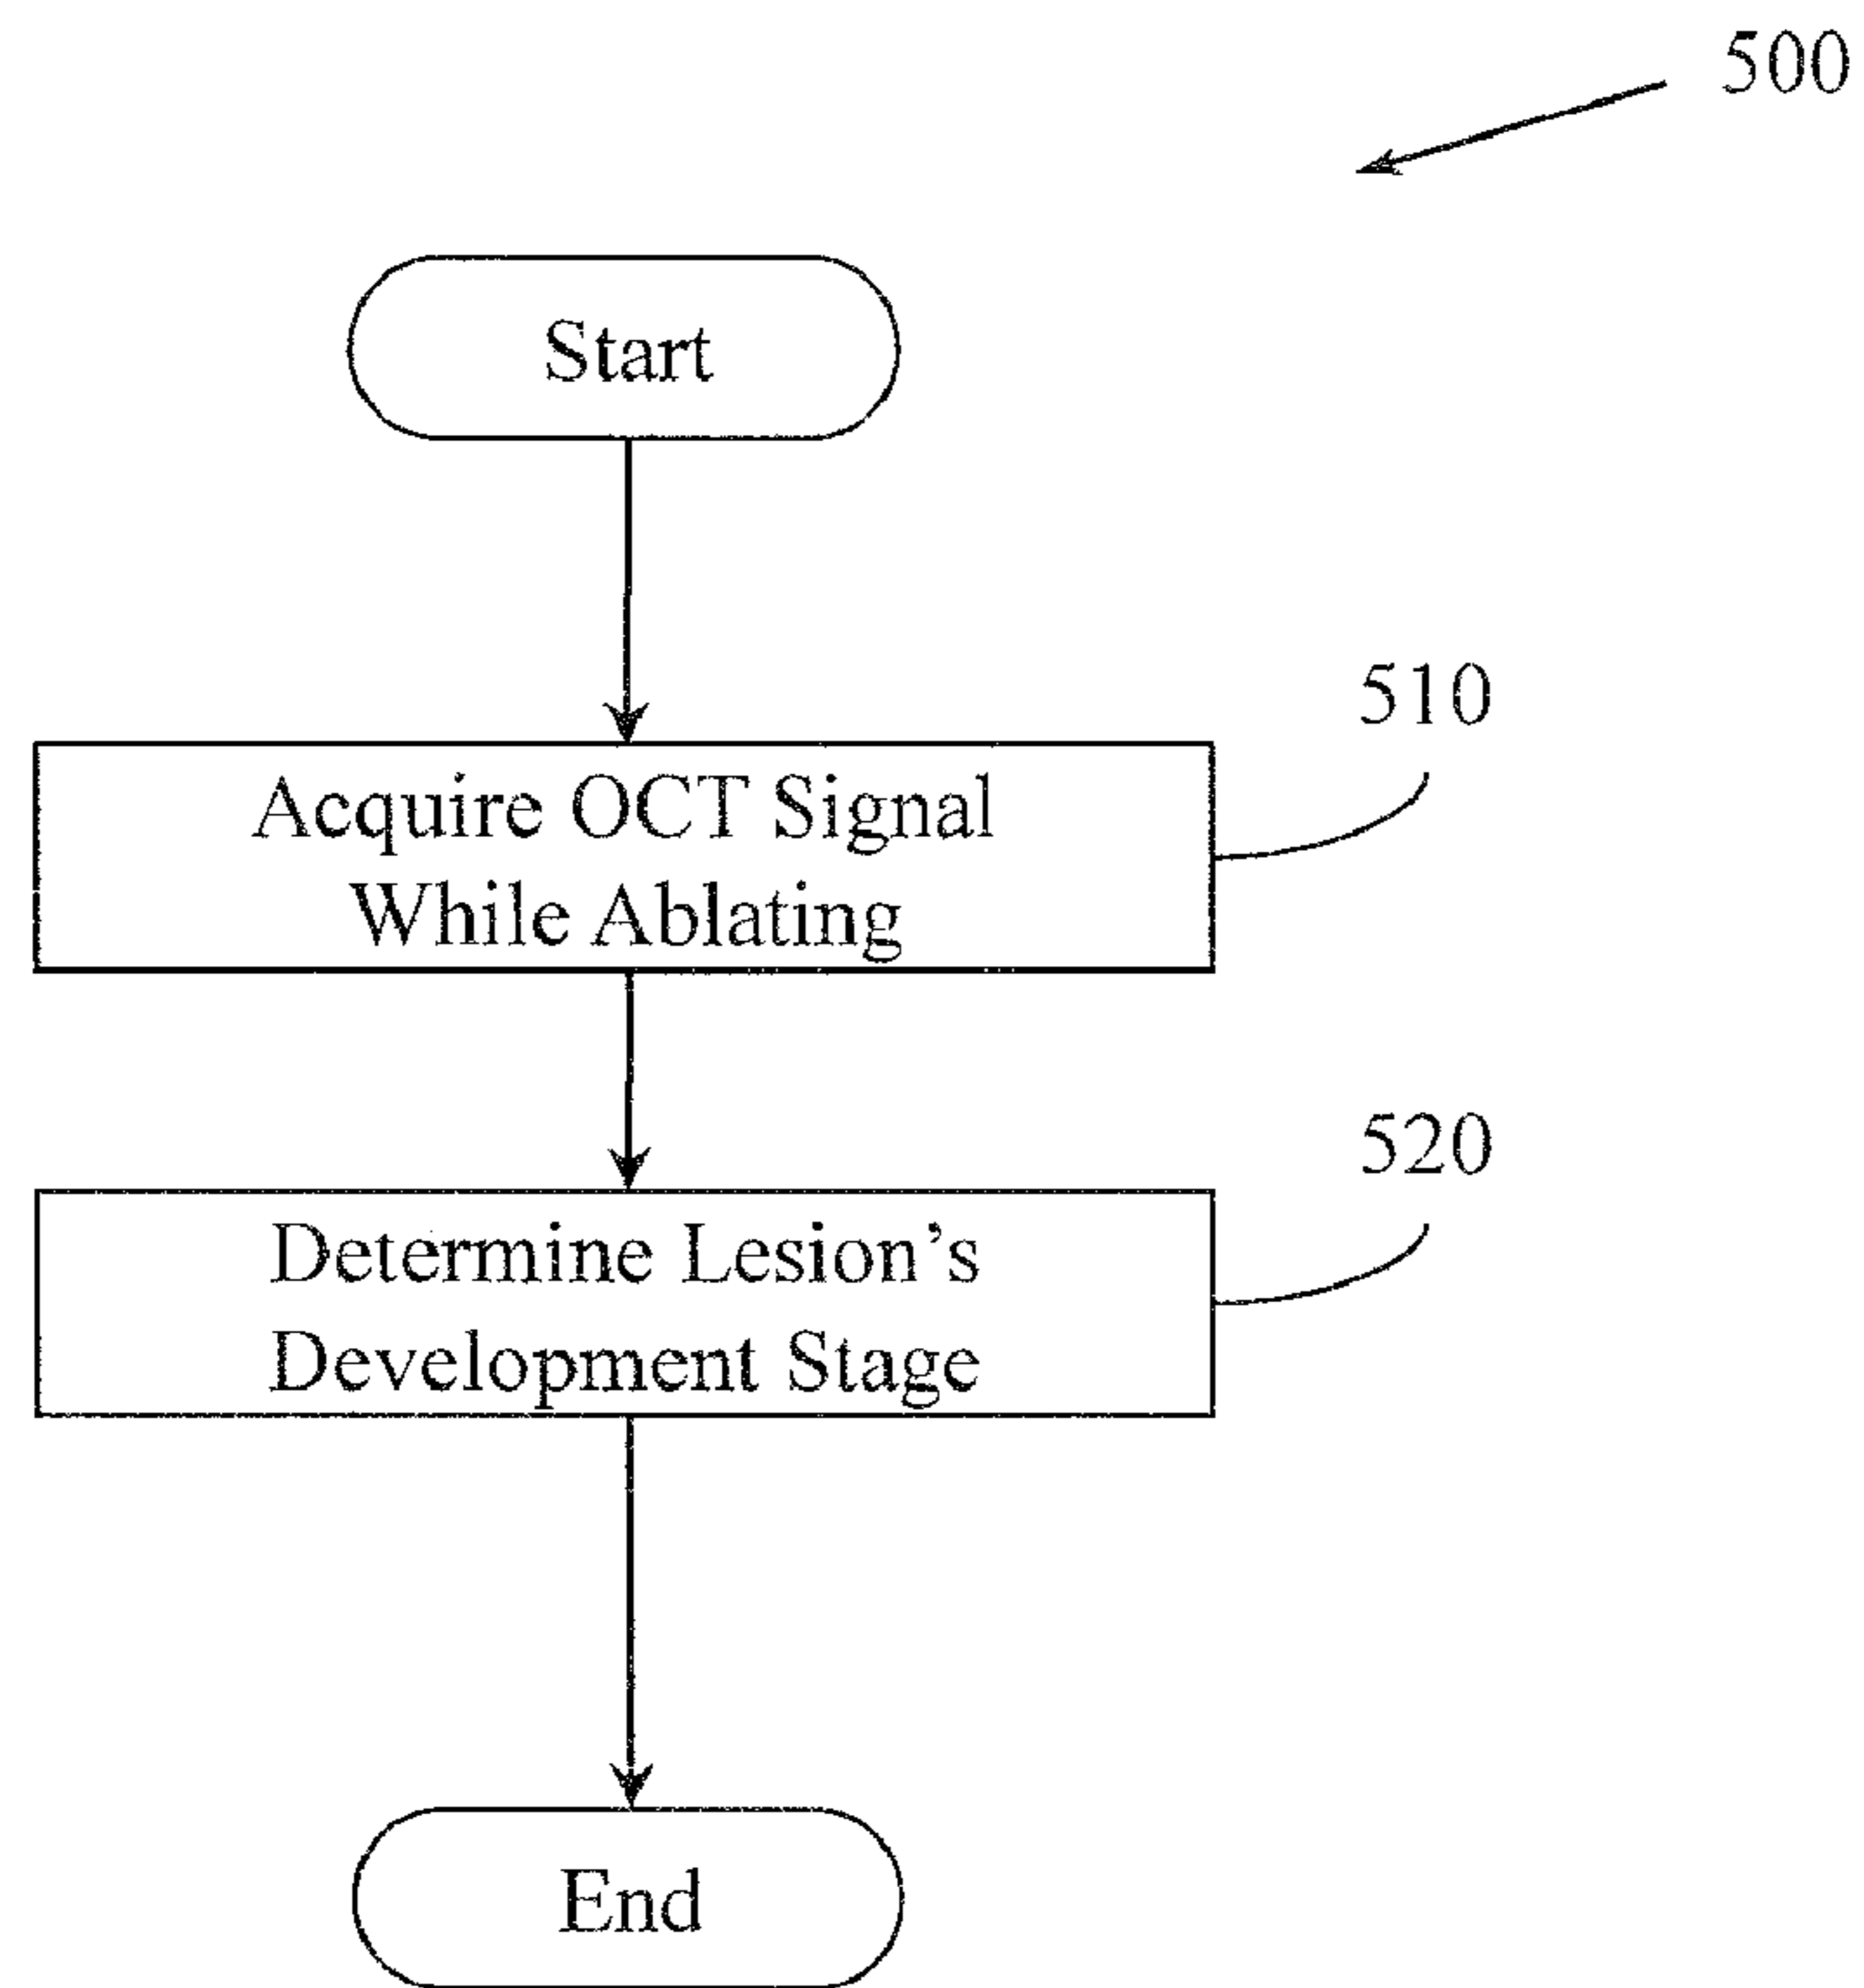 500
Start
510
Acquire OCT Signal
While Ablating
520
Determine Lesion’s
Development Stage
End